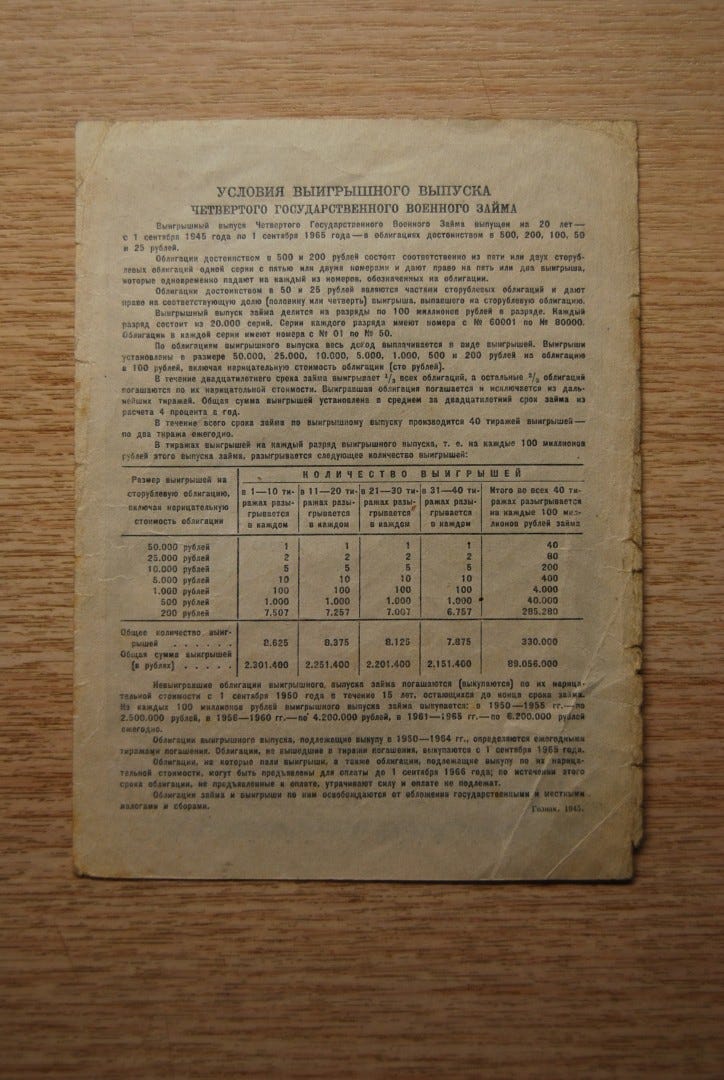 УСЛОВИЯ ВЫИГРЫШНОГО ВЫПУСКА
ЧЕТВЕРТОГО ГОСУДАРСТВЕННОГО ВОЕННОГО ЗАЙМА
Выигрышный выпуск Четвертого Государственного Военного Займа выпущен на 20 лет—
с 1 сентября 1945 года по 1 сентября 1965 года—в облигациях достоинством в 500, 200, 100, 50
и 25 рублей.
Облигации достоинством в 500 и 200 рублей состоят соответственно из пяти или двух сторуб-
левых облигаций одной серии с пятью или двумя номерами и дают право на пять или два выигрыша,
которые одновременно падают на каждый из номеров, обозначенных на облигации.
Облигации достоинством в 50 и 25 рублей являются частями сторублевых облигаций и дают
право на соответствующую долю (половину или четверть) выигрыша, выпавшего на сторублевую облигацию.
Выигрышный выпуск займа делится на разряды по 100 миллионов рублей в разряде. Каждый
разряд состоит из 20.000 серий. Серии каждого разряда имеют номера с № 60001 по № 80000.
Облигации в каждой серии имеют номера с № 01 по № 50.
По облигациям выигрышного выпуска весь доход выплачивается в виде выигрышей. Выигрыши
установлены в размере 50.000, 25.000, 10.000, 5.000, 1.000, 500 и 200 рублей на облигацию
в 100 рублей, включая нарицательную стоимость облигации (сто рублей).
В течение двадцатилетнего срока займа выигрывает 1/3 всех облигаций, а остальные 2/3 облигаций
погашаются по их нарицательной стоимости. Выигравшая облигация погашается и исключается из даль-
нейших тиражей. Общая сумма выигрышей установлена в среднем за двадцатилетний срок займа из
расчета 4 процента в год.
В течение всего срока займа по выигрышному выпуску производится 40 тиражей выигрышей—
по два тиража ежегодно.
В тиражах выигрышей на каждый разряд выигрышного выпуска, т. е. на каждые 100 миллионов
рублей этого выпуска займа, разыгрывается следующее количество выигрышей:
Размер выигрышей на
сторублевую облигацию,
включая нарицательную
стоимость облигации
КОЛИЧЕСТВО ВЫИГРЫШЕЙ
в 1—10 ти-
ражах разы-
грывается
в каждом
в 11—20 ти-
ражах разы-
грывается
в каждом
в 21—30 ти-
ражах разы-
грывается
в каждом
в 31—40 ти-
ражах разы-
грывается
в каждом
Итого во всех 40 ти-
ражах разыгрывается
на каждые 100 мил-
лионов рублей займа
50.000 рублей 1 1 1 1 40
25.000 рублей 2 2 2 2 80
10.000 рублей 5 5 5 5 200
5.000 рублей 10 10 10 10 400
1.000 рублей 100 100 100 100 4.000
500 рублей 1.000 1.000 1.000 1.000 40.000
200 рублей 7.507 7.257 7.007 6.757 285.280
Общее количество выиг-
рышей . . . . . . 8.625 8.375 8.125 7.875 330.000
Общая сумма выигрышей
(в рублях) . . . . . 2.301.400 2.251.400 2.201.400 2.151.400 89.056.000
Невыигравшие облигации выигрышного выпуска займа погашаются (выкупаются) по их нарица-
тельной стоимости с 1 сентября 1950 года в течение 15 лет, остающихся до конца срока займа.
Из каждых 100 миллионов рублей выигрышного выпуска займа выкупается: в 1950—1955 гг.—по
2.500.000 рублей, в 1956—1960 гг.—по 4.200.000 рублей, в 1961—1965 гг.—по 6.200.000 рублей
ежегодно.
Облигации выигрышного выпуска, подлежащие выкупу в 1950—1964 гг., определяются ежегодными
тиражами погашения. Облигации, не вышедшие в тиражи погашения, выкупаются с 1 сентября 1965 года.
Облигации, на которые пали выигрыши, а также облигации, подлежащие выкупу по их нарица-
тельной стоимости, могут быть предъявлены для оплаты до 1 сентября 1966 года; по истечении этого
срока облигации, не предъявленные к оплате, утрачивают силу и оплате не подлежат.
Облигации займа и выигрыши по ним освобождаются от обложения государственными и местными
налогами и сборами.
Гознак. 1945.